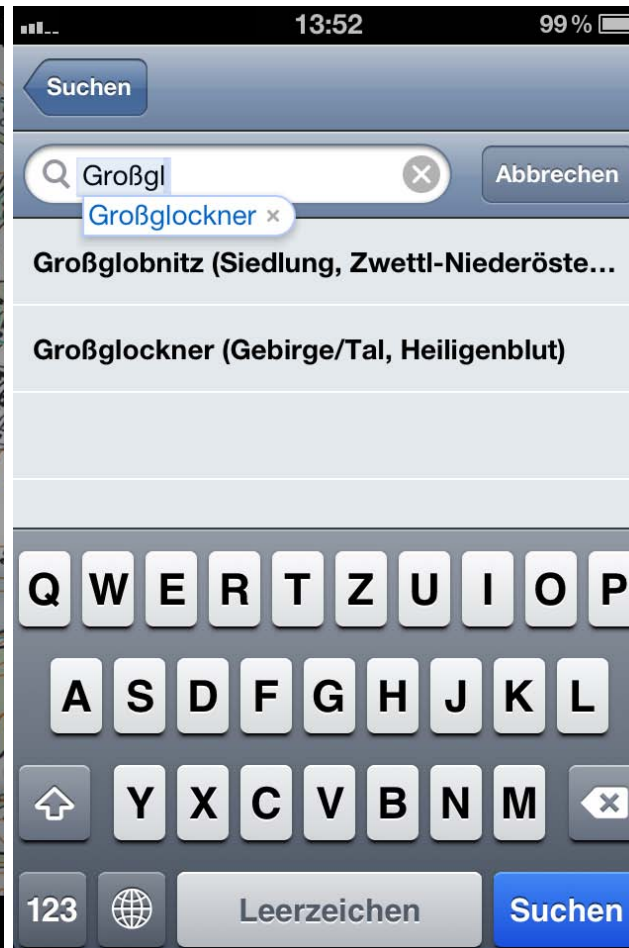 13:52
99 %
Suchen
Großgl
Abbrechen
Großglockner ×
Großglobnitz (Siedlung, Zwettl-Niederöste…
Großglockner (Gebirge/Tal, Heiligenblut)
Q W E R T Z U I O P
A S D F G H J K L
Y X C V B N M
123
Leerzeichen
Suchen